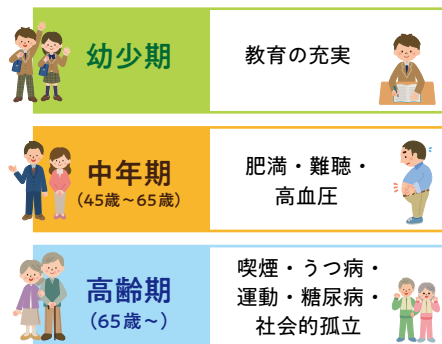 幼少期
教育の充実
中年期
(45歳～65歳)
肥満・難聴・
高血圧
高齢期
(65歳～)
喫煙・うつ病・
運動・糖尿病・
社会的孤立